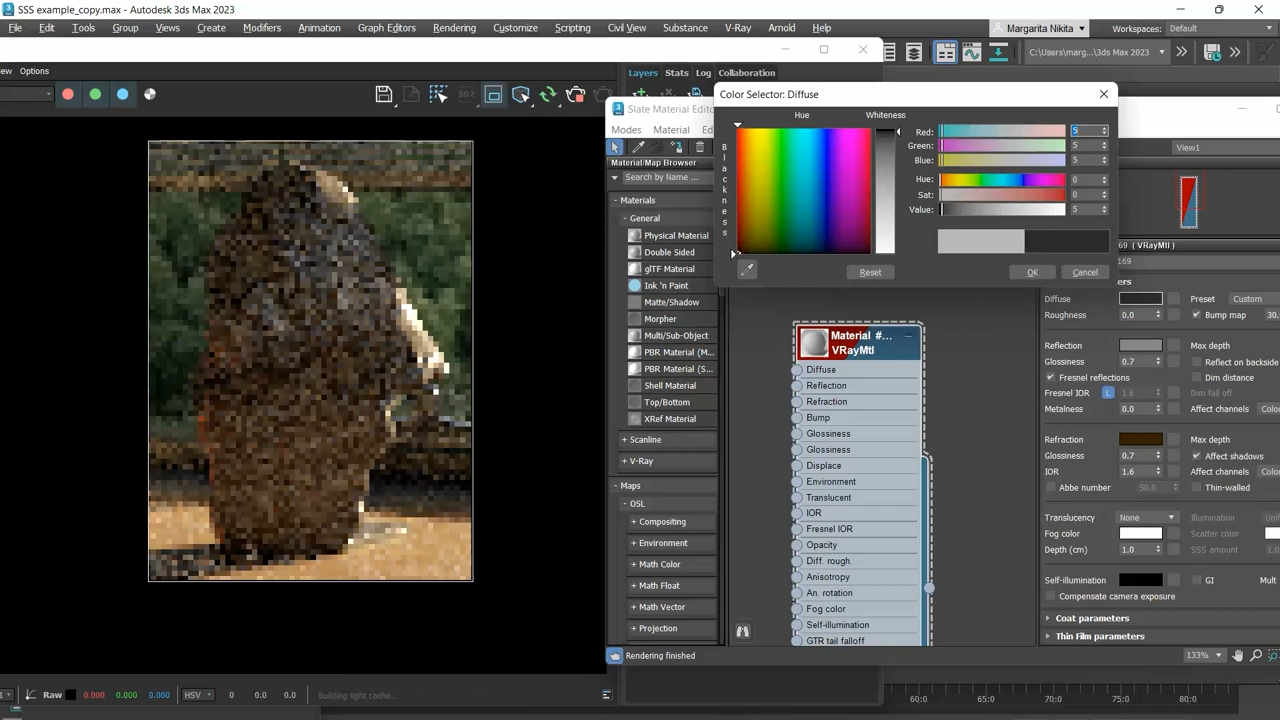 SSS example_copy.max - Autodesk 3ds Max 2023
File Edit Tools Group Views Create Animation Graph Editors Rendering Customize Scripting Civil View Substance V-Ray Arnold Help Margarita Nikita Workspaces: Default
C:\Users\marg...\3ds Max 2023
Options
Layers Stats Log Collaboration
Color Selector: Diffuse
Hue Whiteness
Blackness
Red: 5
Green: 5
Blue: 5
Hue: 0
Sat: 0
Value: 5
Reset OK Cancel
Slate Material
Modes Material
Material/Map Browser
Search by Name ...
- Materials
- General
Physical Material
Double Sided
glTF Material
Ink 'n Paint
Matte/Shadow
Morpher
Multi/Sub-Object
PBR Material (M...
PBR Material (S...
Shell Material
Top/Bottom
XRef Material
+ Scanline
+ V-Ray
- Maps
- OSL
+ Compositing
+ Environment
+ Math Color
+ Math Float
+ Math Vector
+ Projection
Material #...
VRayMtl
Diffuse
Reflection
Refraction
Bump
Glossiness
Glossiness
Displace
Environment
Translucent
IOR
Fresnel IOR
Opacity
Diff. rough.
Anisotropy
An. rotation
Fog color
Self-illumination
GTR tail falloff
View1
69 ( VRayMtl )
169
Diffuse Preset Custom
Roughness 0.0 Bump map 30.
Reflection Max depth
Glossiness 0.7 Reflect on backside
Fresnel reflections Dim distance
Fresnel IOR L 1.6 Dim fall off
Metalness 0.0 Affect channels
Refraction Max depth
Glossiness 0.7 Affect shadows
IOR 1.6 Affect channels
Abbe number 50.0 Thin-walled
Translucency None Illumination
Fog color Scatter color
Depth (cm) 1.0 SSS amount 1.0
Self-illumination GI Mult
Compensate camera exposure
Coat parameters
Thin Film parameters
Rendering finished 133%
Raw 0.000 0.000 0.000 HSV 0 0.0 0.0 Building light cache...
60:0 65:0 70:0 75:0 80:0